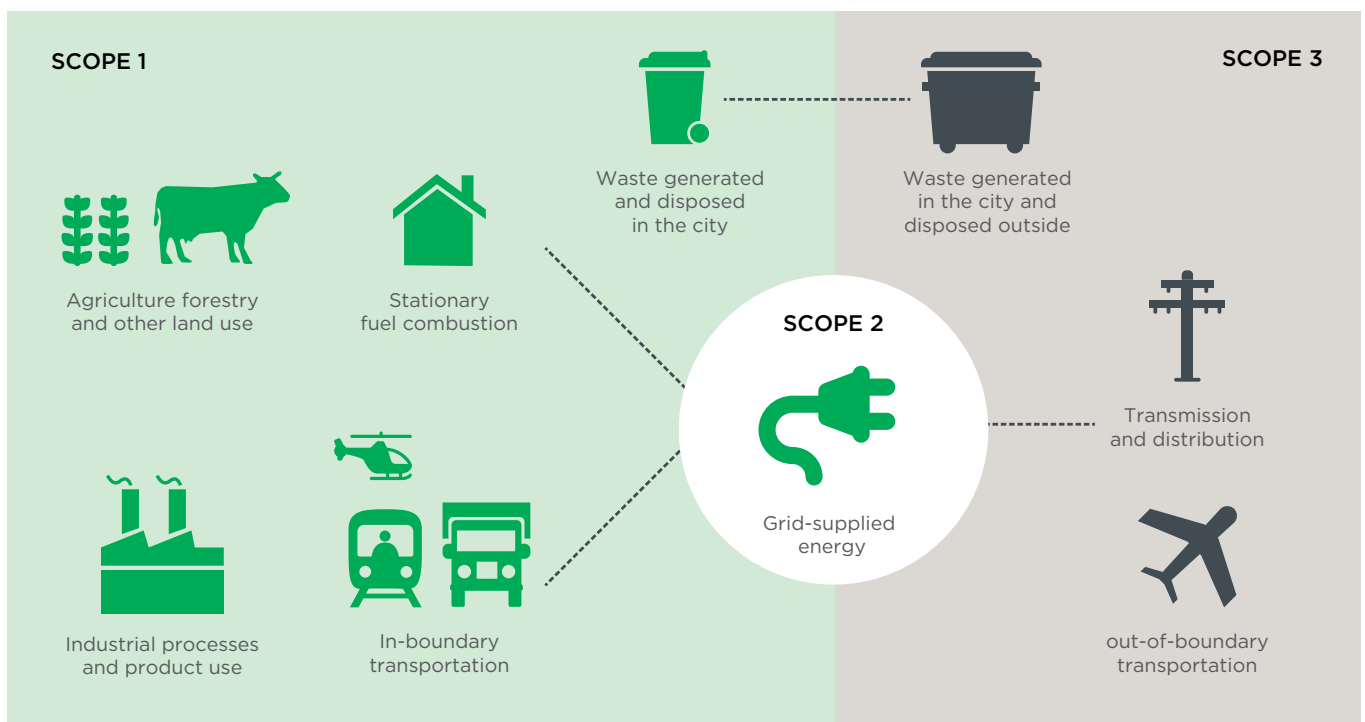 SCOPE 1
SCOPE 3
Waste generated
and disposed
in the city
Waste generated
in the city and
disposed outside
Agriculture forestry
and other land use
Stationary
fuel combustion
SCOPE 2
Grid-supplied
energy
Transmission
and distribution
Industrial processes
and product use
In-boundary
transportation
out-of-boundary
transportation